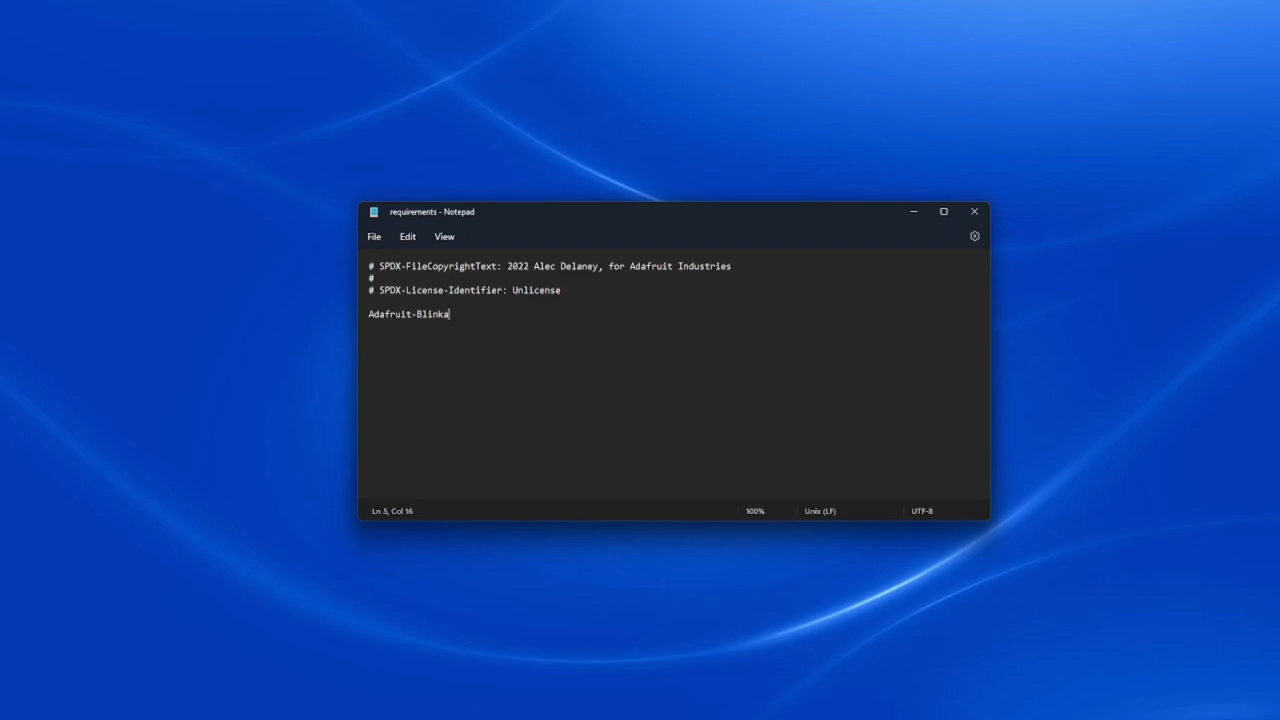 requirements - Notepad
File Edit View
# SPDX-FileCopyrightText: 2022 Alec Delaney, for Adafruit Industries
#
# SPDX-License-Identifier: Unlicense
Adafruit-Blinka
Ln 5, Col 16 100% Unix (LF) UTF-8